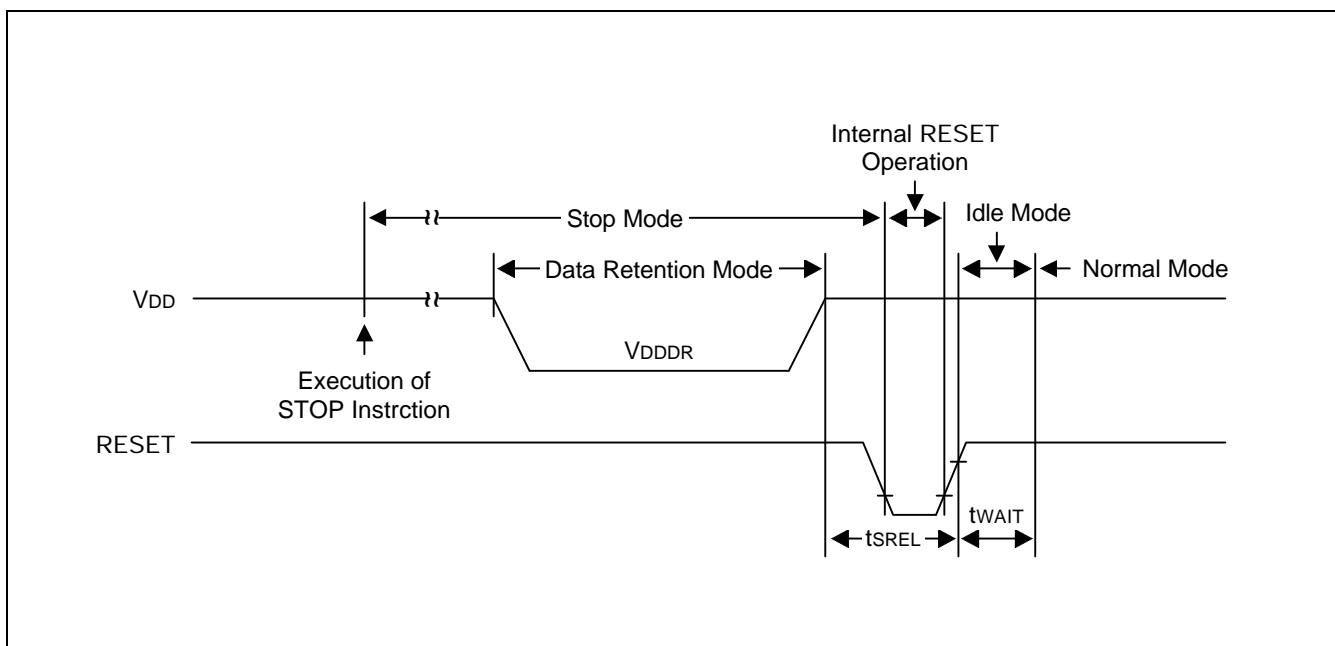 Internal RESET
Operation
Idle Mode
Stop Mode
Data Retention Mode
Normal Mode
VDD
VDDDR
Execution of
STOP Instrction
RESET
tWAIT
tSREL